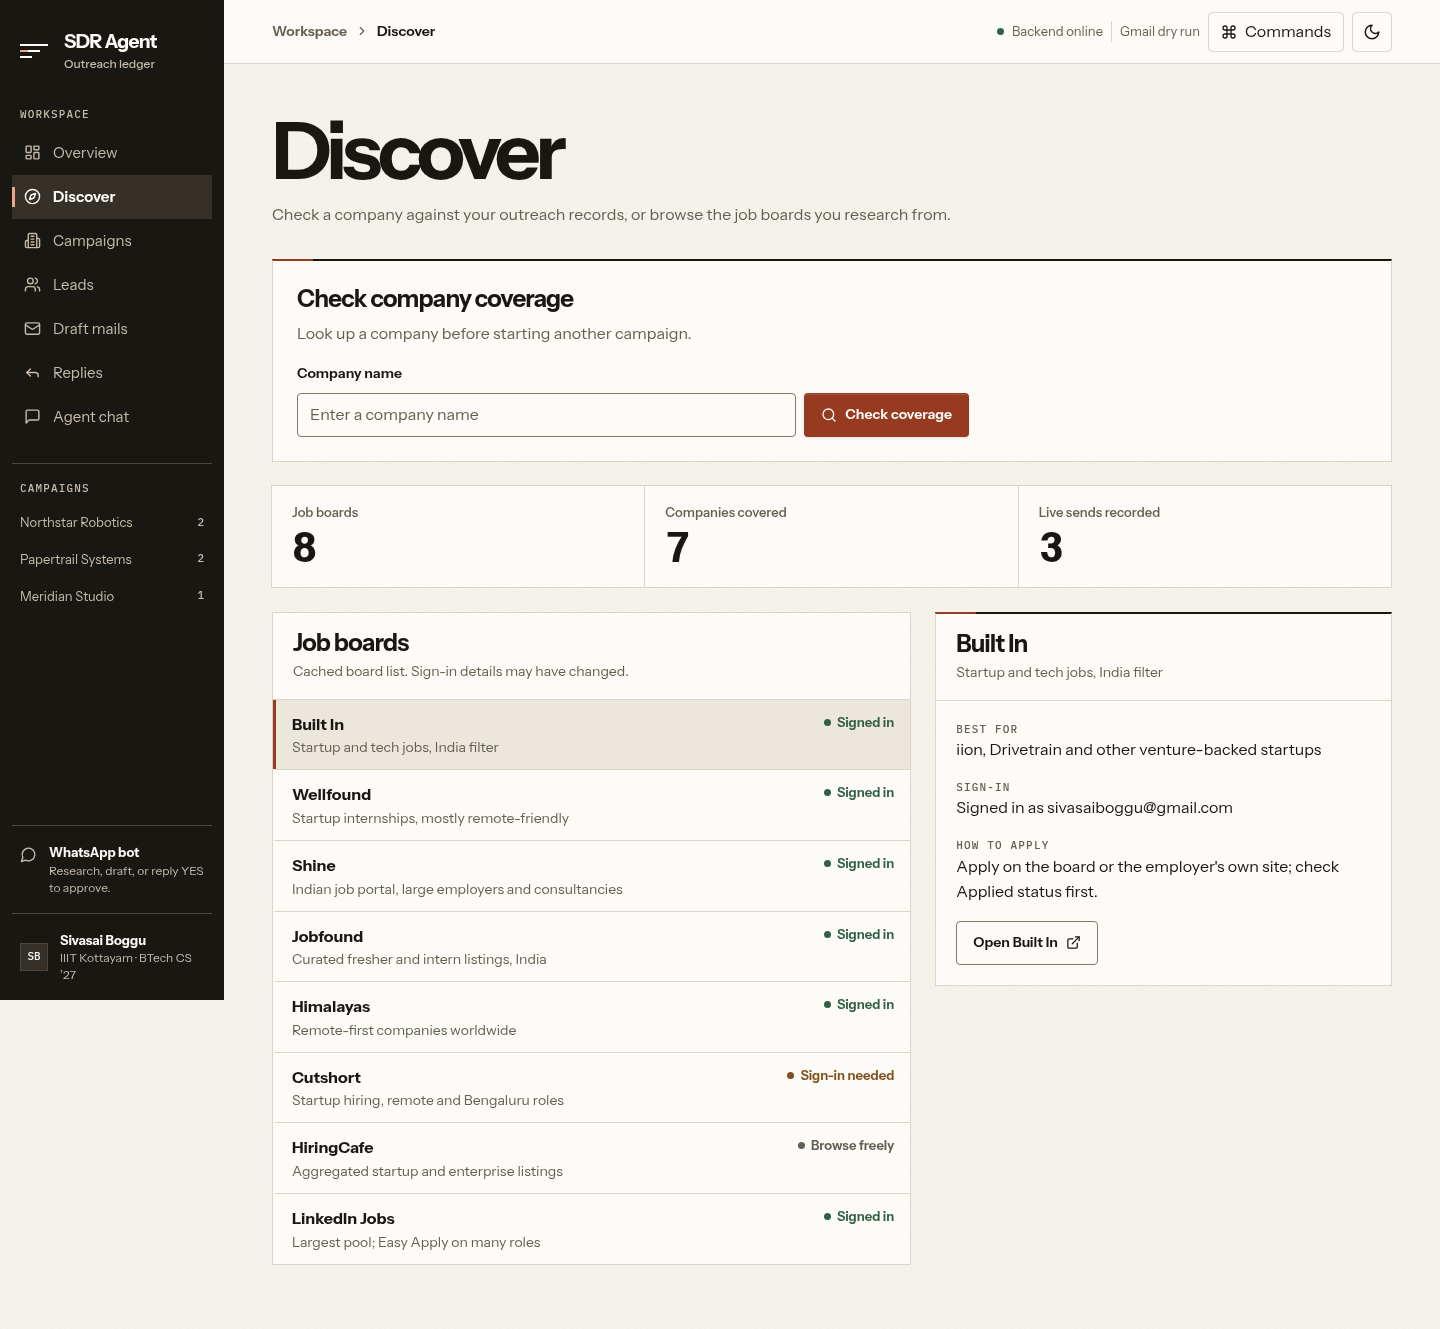 SDR Agent
Outreach ledger
WORKSPACE
Overview
Discover
Campaigns
Leads
Draft mails
Replies
Agent chat
CAMPAIGNS
Northstar Robotics 2
Papertrail Systems 2
Meridian Studio 1
WhatsApp bot
Research, draft, or reply YES
to approve.
SB
Sivasai Boggu
IIIT Kottayam · BTech CS
'27
Workspace > Discover
Backend online
Gmail dry run
Commands
Discover
Check a company against your outreach records, or browse the job boards you research from.
Check company coverage
Look up a company before starting another campaign.
Company name
Enter a company name
Check coverage
Job boards
8
Companies covered
7
Live sends recorded
3
Job boards
Cached board list. Sign-in details may have changed.
Built In
Signed in
Startup and tech jobs, India filter
Wellfound
Signed in
Startup internships, mostly remote-friendly
Shine
Signed in
Indian job portal, large employers and consultancies
Jobfound
Signed in
Curated fresher and intern listings, India
Himalayas
Signed in
Remote-first companies worldwide
Cutshort
Sign-in needed
Startup hiring, remote and Bengaluru roles
HiringCafe
Browse freely
Aggregated startup and enterprise listings
LinkedIn Jobs
Signed in
Largest pool; Easy Apply on many roles
Built In
Startup and tech jobs, India filter
BEST FOR
iion, Drivetrain and other venture-backed startups
SIGN-IN
Signed in as sivasaiboggu@gmail.com
HOW TO APPLY
Apply on the board or the employer's own site; check
Applied status first.
Open Built In